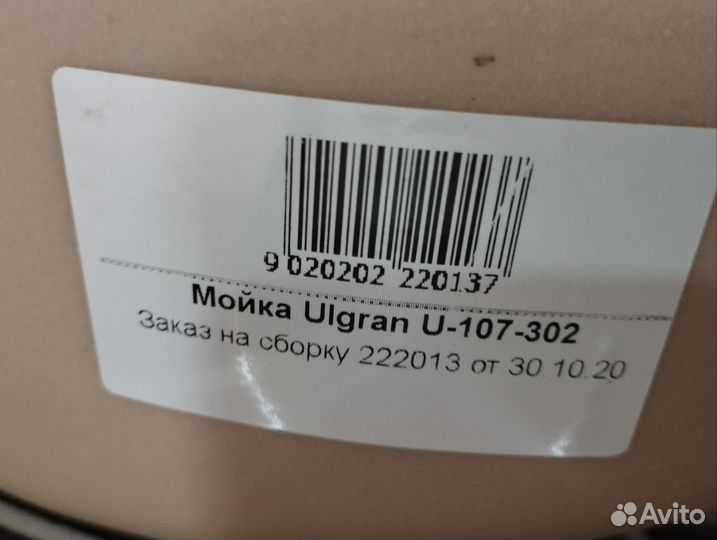 9 020202 220137
Мойка Ulgran U-107-302
Заказ на сборку 222013 от 30.10.20
Avito